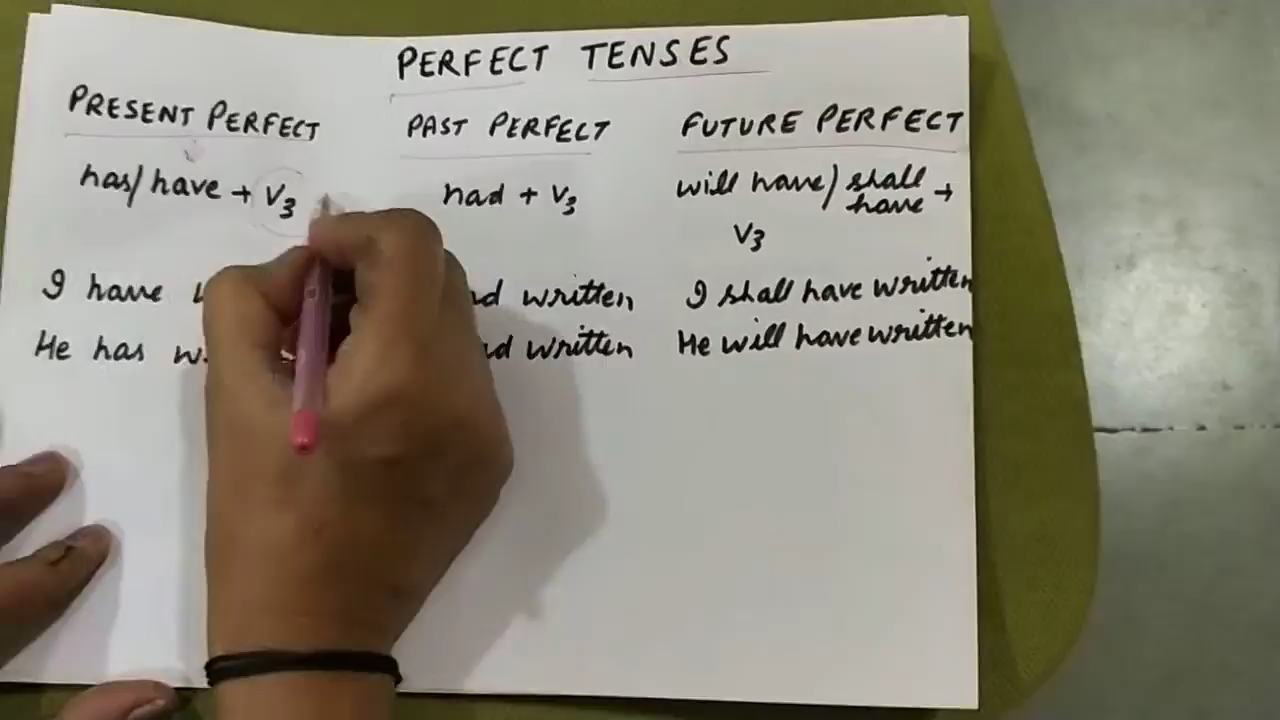 PERFECT TENSES
PRESENT PERFECT
has/have + V3
I have
He has
PAST PERFECT
had + V3
written
written
FUTURE PERFECT
will have/ shall have +
V3
I shall have written
He will have written